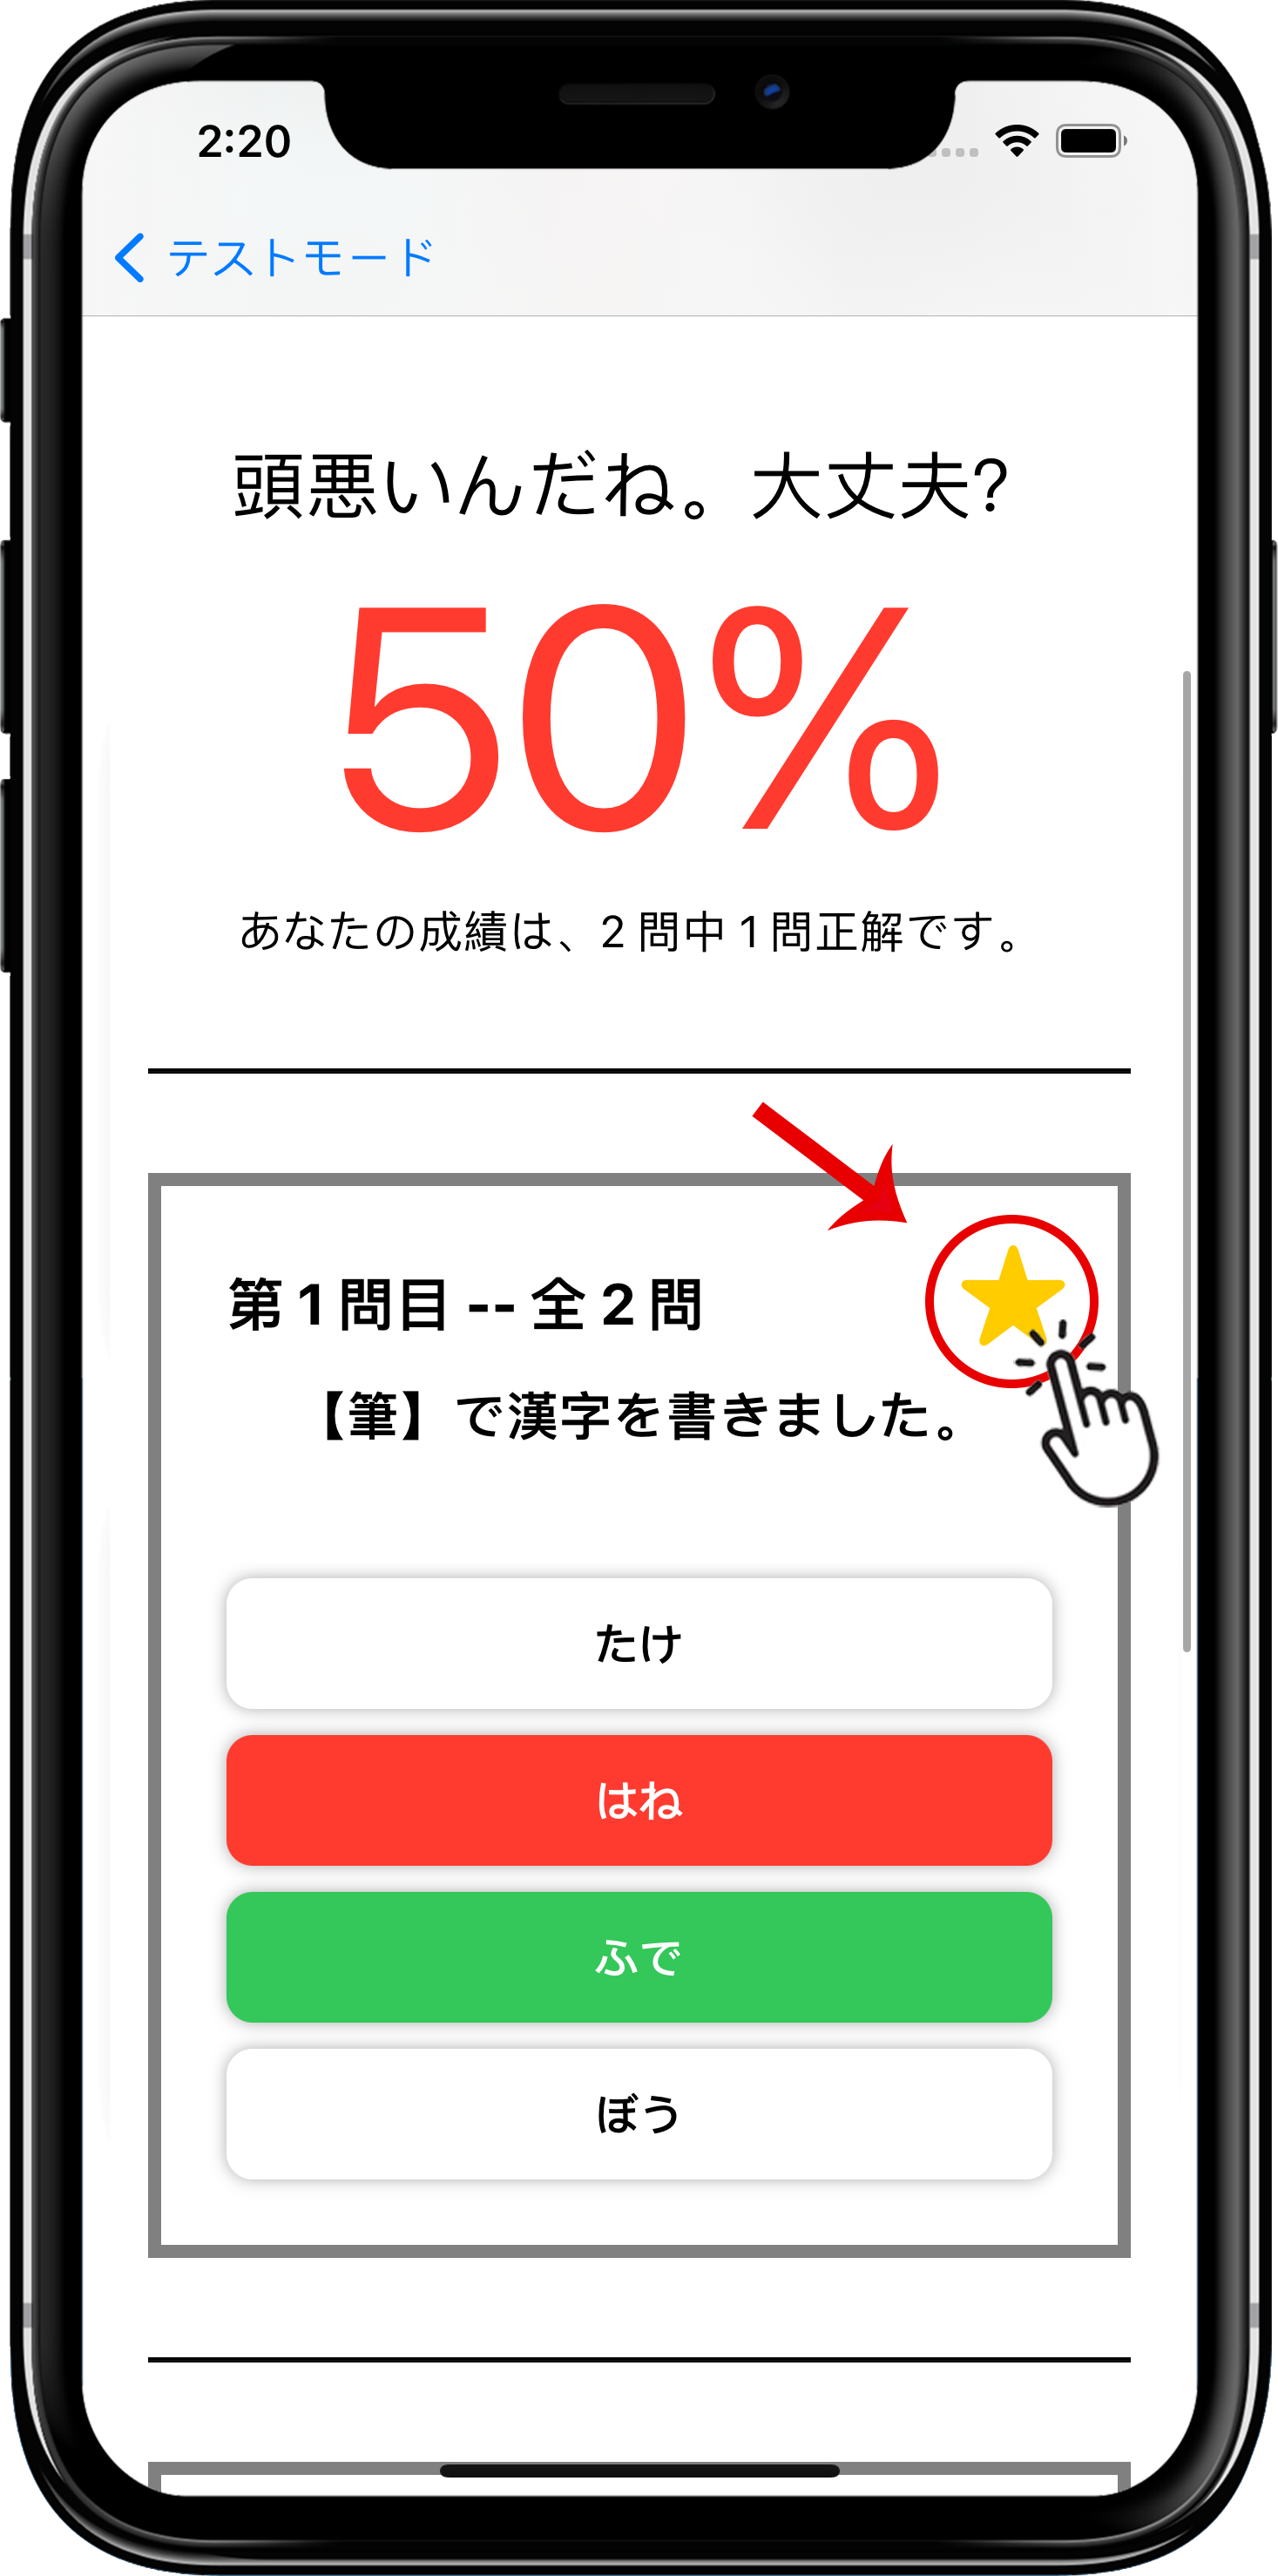 2:20
テストモード
頭悪いんだね。大丈夫?
50%
あなたの成績は、2 問中 1 問正解です。
第 1 問目 -- 全 2 問
【筆】で漢字を書きました。
たけ
はね
ふで
ぼう